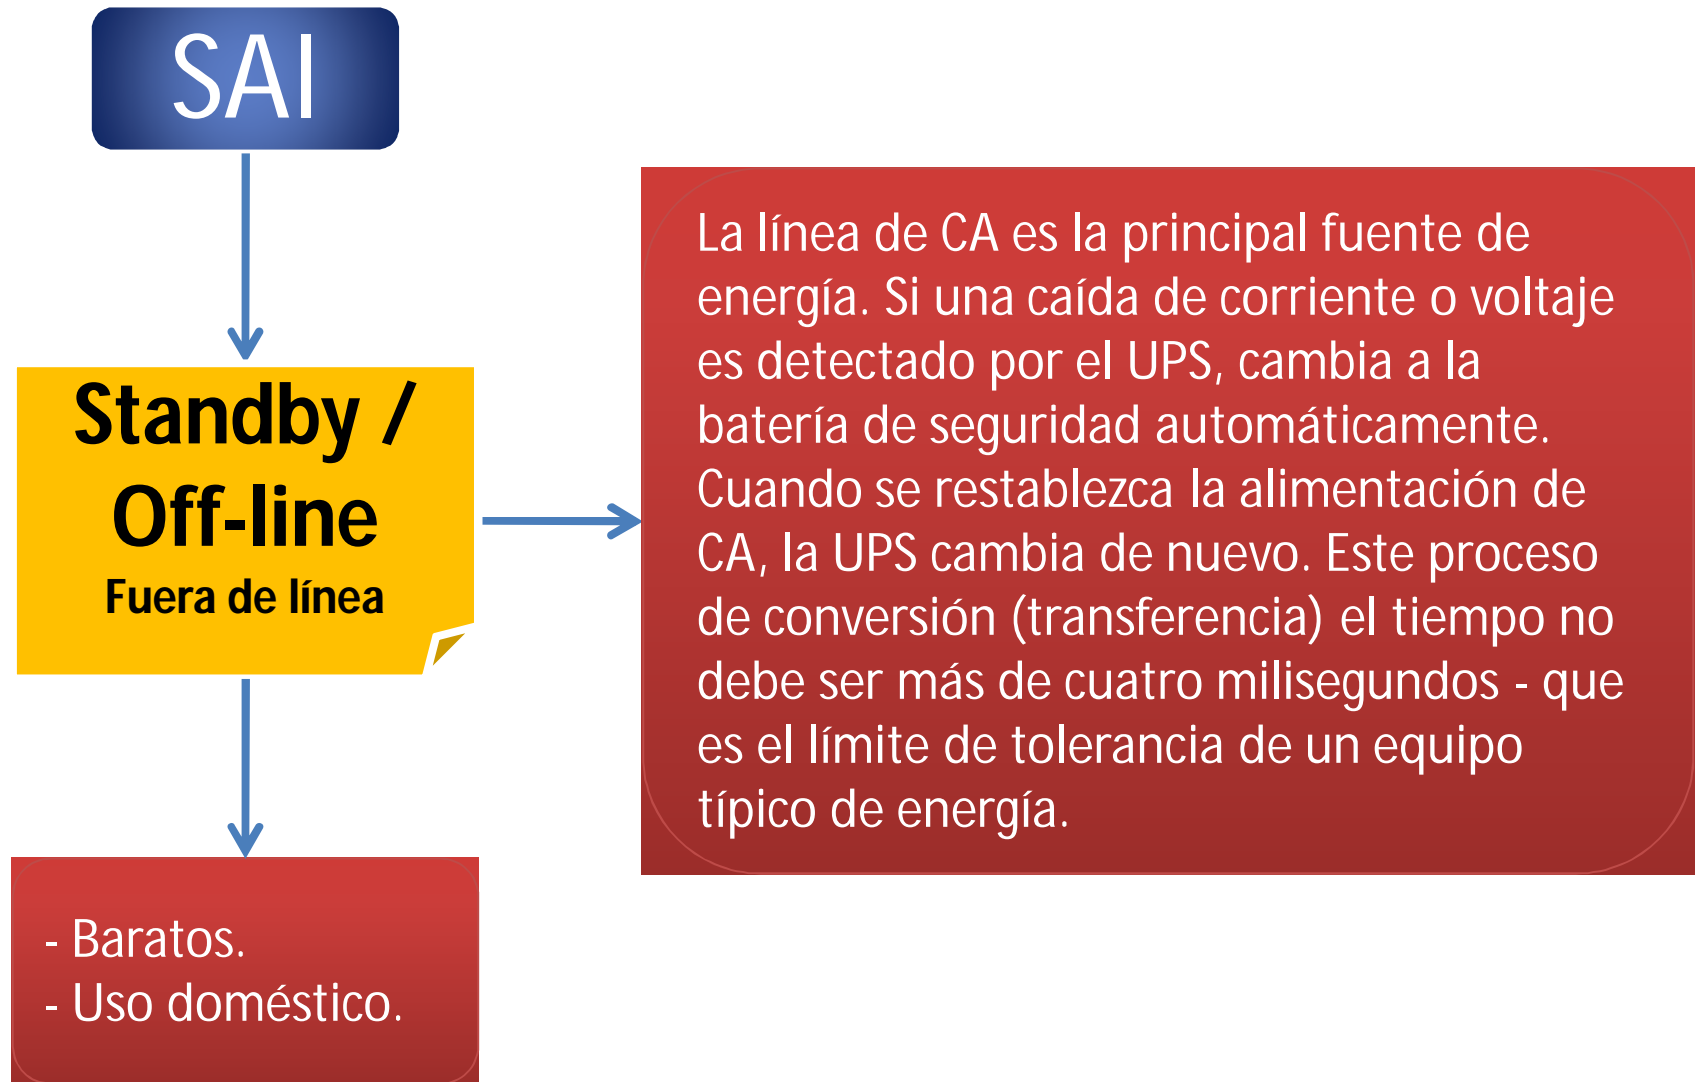 SAI
Standby /
Off-line
Fuera de línea
La línea de CA es la principal fuente de
energía. Si una caída de corriente o voltaje
es detectado por el UPS, cambia a la
batería de seguridad automáticamente.
Cuando se restablezca la alimentación de
CA, la UPS cambia de nuevo. Este proceso
de conversión (transferencia) el tiempo no
debe ser más de cuatro milisegundos - que
es el límite de tolerancia de un equipo
típico de energía.
- Baratos.
- Uso doméstico.